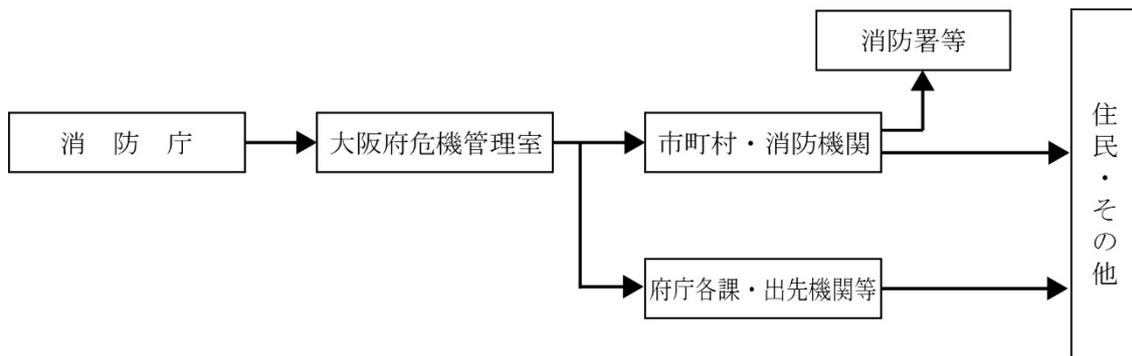 消防署等
消　防　庁
大阪府危機管理室
市町村・消防機関
府庁各課・出先機関等
住民・その他